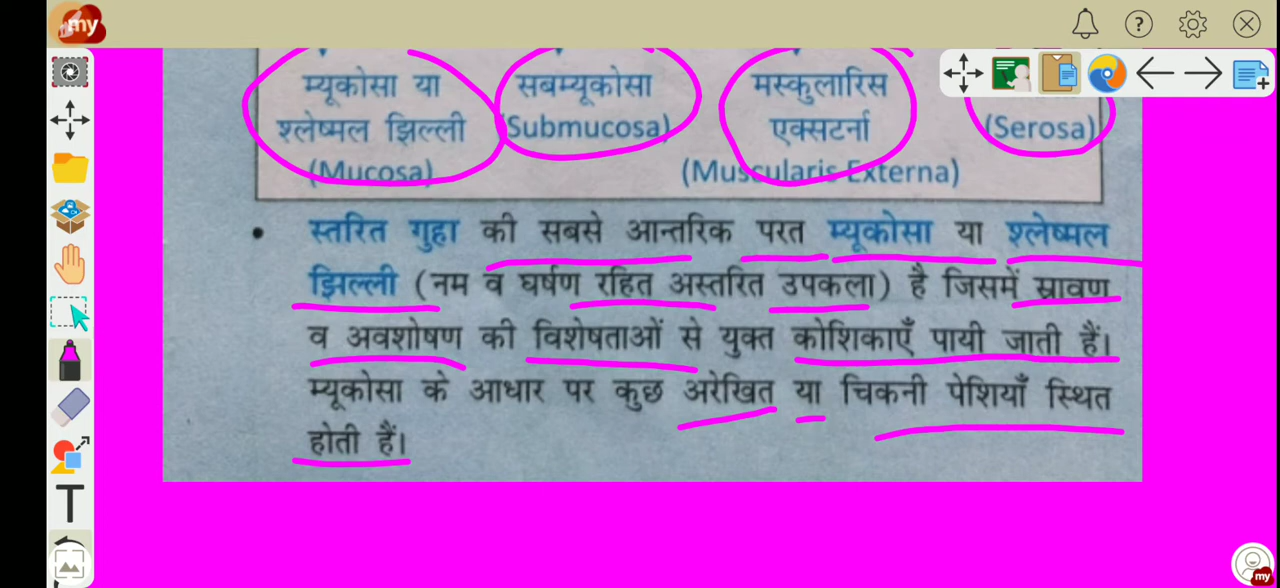 my
म्यूकोसा या
श्लेष्मल झिल्ली
(Mucosa)
सबम्यूकोसा
(Submucosa)
मस्कुलारिस
एक्सटर्ना
(Muscularis Externa)
(Serosa)
• स्तरित गुहा की सबसे आन्तरिक परत म्यूकोसा या श्लेष्मल
झिल्ली (नम व घर्षण रहित अस्तरित उपकला) है जिसमें स्रावण
व अवशोषण की विशेषताओं से युक्त कोशिकाएँ पायी जाती हैं।
म्यूकोसा के आधार पर कुछ अरेखित या चिकनी पेशियाँ स्थित
होती हैं।
T
my